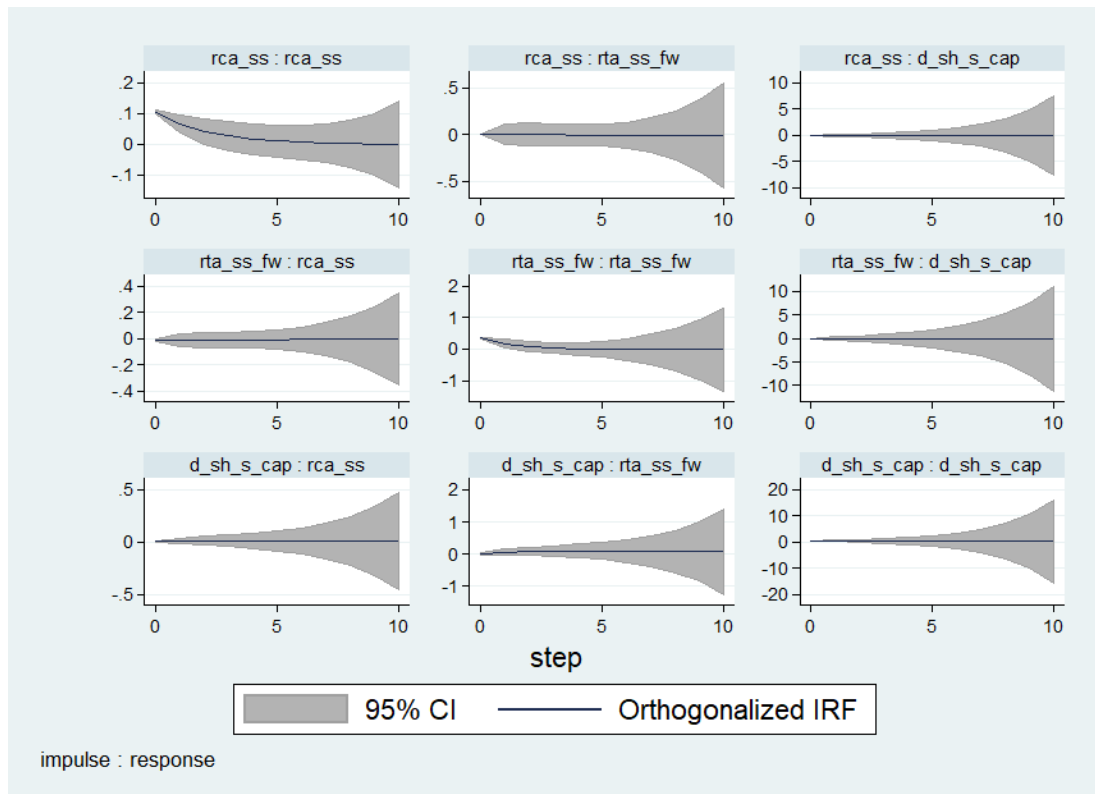 rca_ss : rca_ss
.2
.1
0
-.1
0 5 10
rca_ss : rta_ss_fw
.5
0
-.5
0 5 10
rca_ss : d_sh_s_cap
10
5
0
-5
-10
0 5 10
rta_ss_fw : rca_ss
.4
.2
0
-.2
-.4
0 5 10
rta_ss_fw : rta_ss_fw
2
1
0
-1
0 5 10
rta_ss_fw : d_sh_s_cap
10
5
0
-5
-10
0 5 10
d_sh_s_cap : rca_ss
.5
0
-.5
0 5 10
d_sh_s_cap : rta_ss_fw
2
1
0
-1
0 5 10
d_sh_s_cap : d_sh_s_cap
20
10
0
-10
-20
0 5 10
step
95% CI Orthogonalized IRF
impulse : response